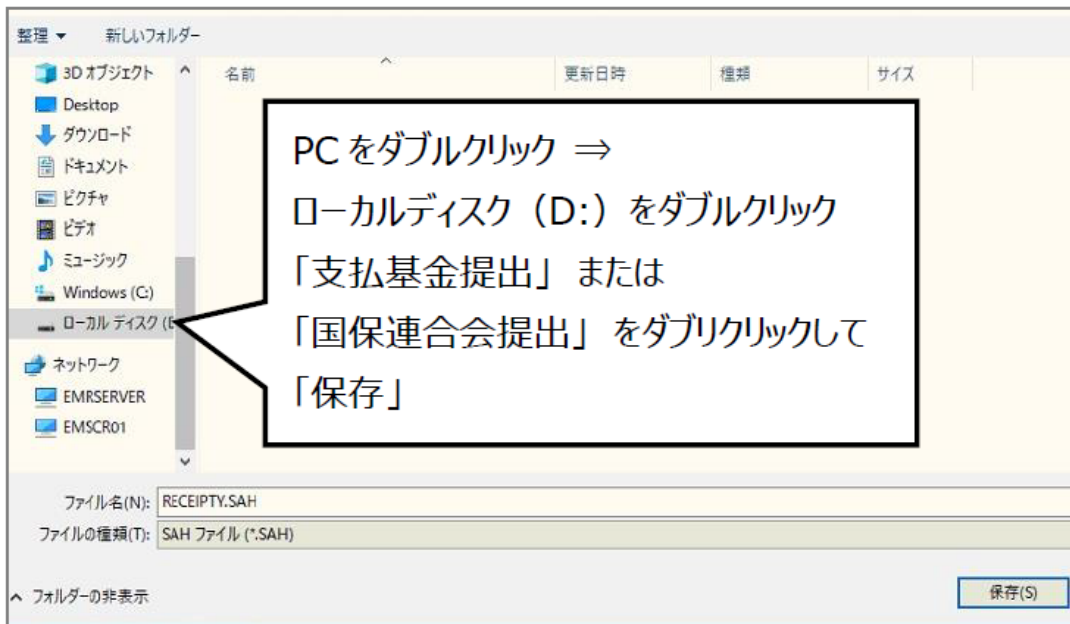 整理 ▼ 新しいフォルダー
3D オブジェクト
Desktop
ダウンロード
ドキュメント
ピクチャ
ビデオ
ミュージック
Windows (C:)
ローカル ディスク (
ネットワーク
EMRSERVER
EMSCR01
名前 更新日時 種類 サイズ
PC をダブルクリック ⇒
ローカルディスク（D:）をダブルクリック
「支払基金提出」または
「国保連合会提出」をダブリクリックして
「保存」
ファイル名(N): RECEIPTY.SAH
ファイルの種類(T): SAH ファイル (*.SAH)
フォルダーの非表示
保存(S)